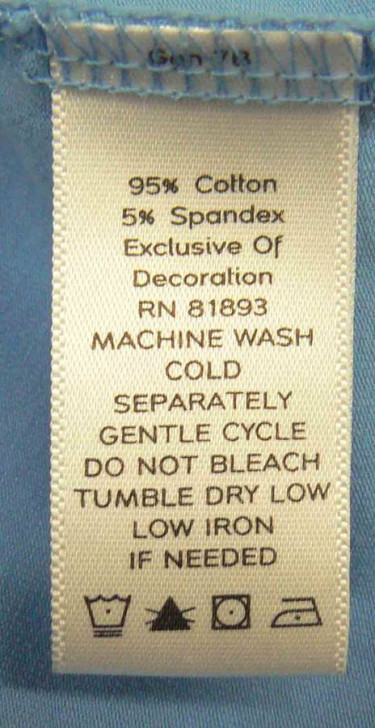 95% Cotton
5% Spandex
Exclusive Of
Decoration
RN 81893
MACHINE WASH
COLD
SEPARATELY
GENTLE CYCLE
DO NOT BLEACH
TUMBLE DRY LOW
LOW IRON
IF NEEDED